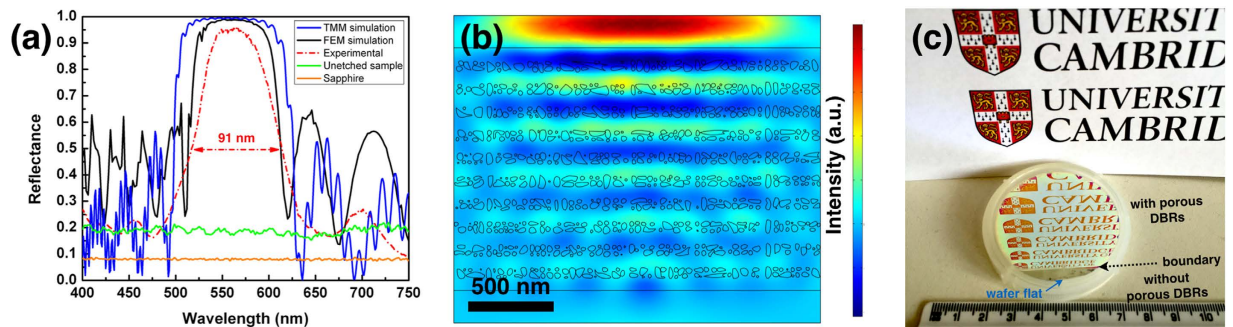 (a)
TMM simulation
FEM simulation
Experimental
Unetched sample
Sapphire
91 nm
Reflectance
1.0
0.9
0.8
0.7
0.6
0.5
0.4
0.3
0.2
0.1
0.0
400 450 500 550 600 650 700 750
Wavelength (nm)
(b)
500 nm
Intensity (a.u.)
(c)
UNIVERSIT
CAMBRID
UNIVERSIT
CAMBRID
with porous
DBRs
boundary
without
porous DBRs
wafer flat
1 2 3 4 5 6 7 8 9 10